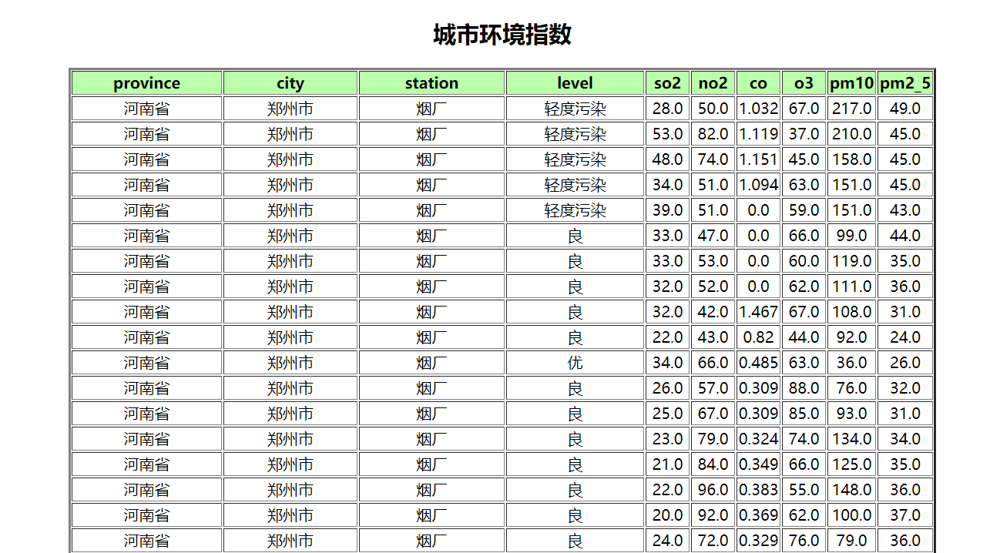 城市环境指数
province city station level so2 no2 co o3 pm10 pm2_5
河南省 郑州市 烟厂 轻度污染 28.0 50.0 1.032 67.0 217.0 49.0
河南省 郑州市 烟厂 轻度污染 53.0 82.0 1.119 37.0 210.0 45.0
河南省 郑州市 烟厂 轻度污染 48.0 74.0 1.151 45.0 158.0 45.0
河南省 郑州市 烟厂 轻度污染 34.0 51.0 1.094 63.0 151.0 45.0
河南省 郑州市 烟厂 轻度污染 39.0 51.0 0.0 59.0 151.0 43.0
河南省 郑州市 烟厂 良 33.0 47.0 0.0 66.0 99.0 44.0
河南省 郑州市 烟厂 良 33.0 53.0 0.0 60.0 119.0 35.0
河南省 郑州市 烟厂 良 32.0 52.0 0.0 62.0 111.0 36.0
河南省 郑州市 烟厂 良 32.0 42.0 1.467 67.0 108.0 31.0
河南省 郑州市 烟厂 良 22.0 43.0 0.82 44.0 92.0 24.0
河南省 郑州市 烟厂 优 34.0 66.0 0.485 63.0 36.0 26.0
河南省 郑州市 烟厂 良 26.0 57.0 0.309 88.0 76.0 32.0
河南省 郑州市 烟厂 良 25.0 67.0 0.309 85.0 93.0 31.0
河南省 郑州市 烟厂 良 23.0 79.0 0.324 74.0 134.0 34.0
河南省 郑州市 烟厂 良 21.0 84.0 0.349 66.0 125.0 35.0
河南省 郑州市 烟厂 良 22.0 96.0 0.383 55.0 148.0 36.0
河南省 郑州市 烟厂 良 20.0 92.0 0.369 62.0 100.0 37.0
河南省 郑州市 烟厂 良 24.0 72.0 0.329 76.0 79.0 36.0